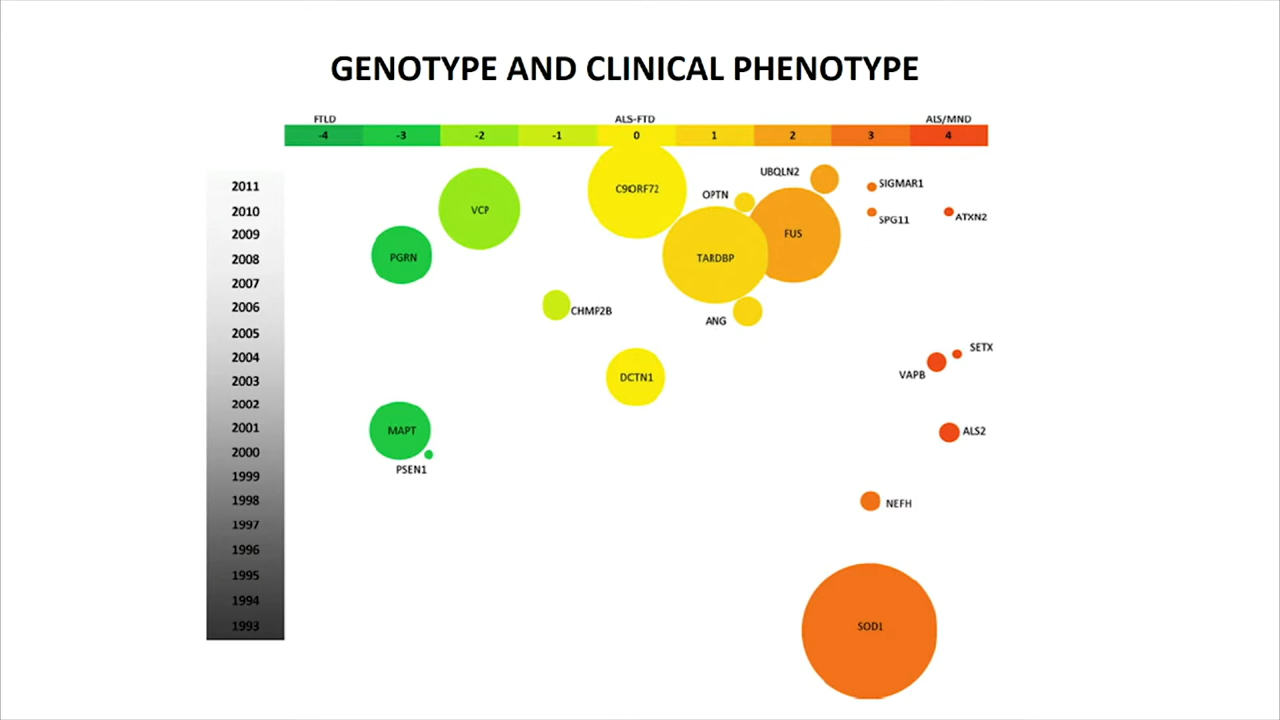 GENOTYPE AND CLINICAL PHENOTYPE
FTLD ALS-FTD ALS/MND
-4 -3 -2 -1 0 1 2 3 4
UBQLN2
2011 C9ORF72 SIGMAR1
OPTN
2010 VCP SPG11 ATXN2
2009 FUS
2008 PGRN TARDBP
2007
2006 CHMP2B
ANG
2005
SETX
2004
VAPB
2003 DCTN1
2002
2001 MAPT ALS2
2000
PSEN1
1999
1998 NEFH
1997
1996
1995
1994
1993 SOD1